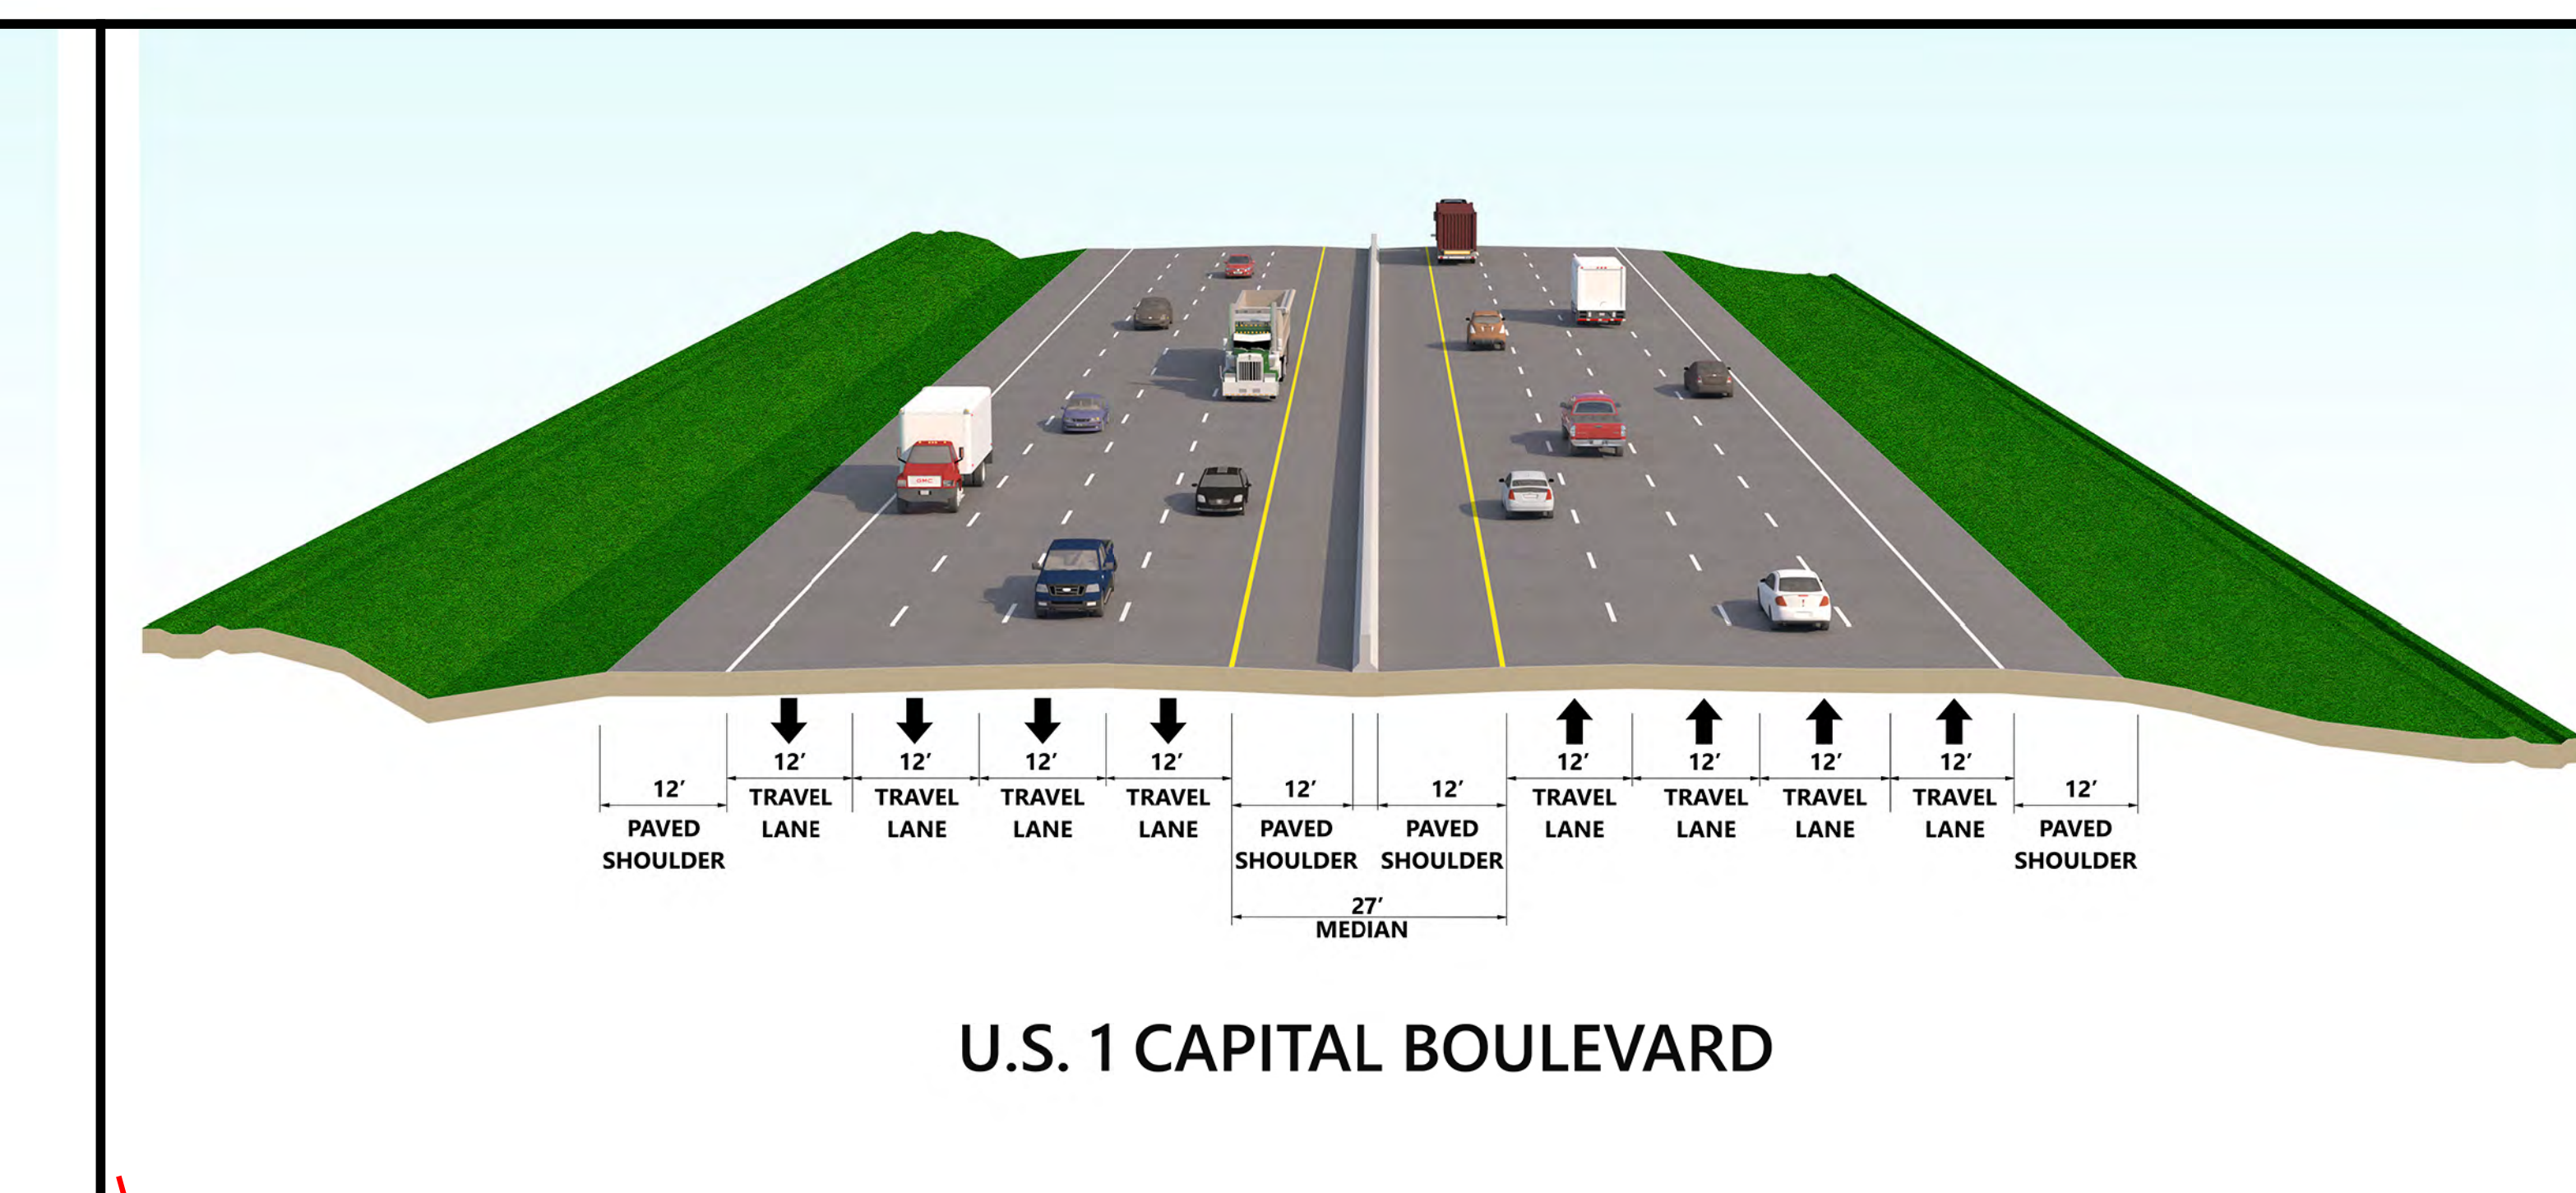 12’ 12’ 12’ 12’ 12’ 12’ 12’ 12’
12’ 12’ 12’ 12’
TRAVEL TRAVEL TRAVEL TRAVEL TRAVEL TRAVEL TRAVEL TRAVEL
PAVED LANE LANE LANE LANE PAVED PAVED LANE LANE LANE LANE PAVED
SHOULDER SHOULDER SHOULDER SHOULDER
27’
MEDIAN
U.S. 1 CAPITAL BOULEVARD
GMC